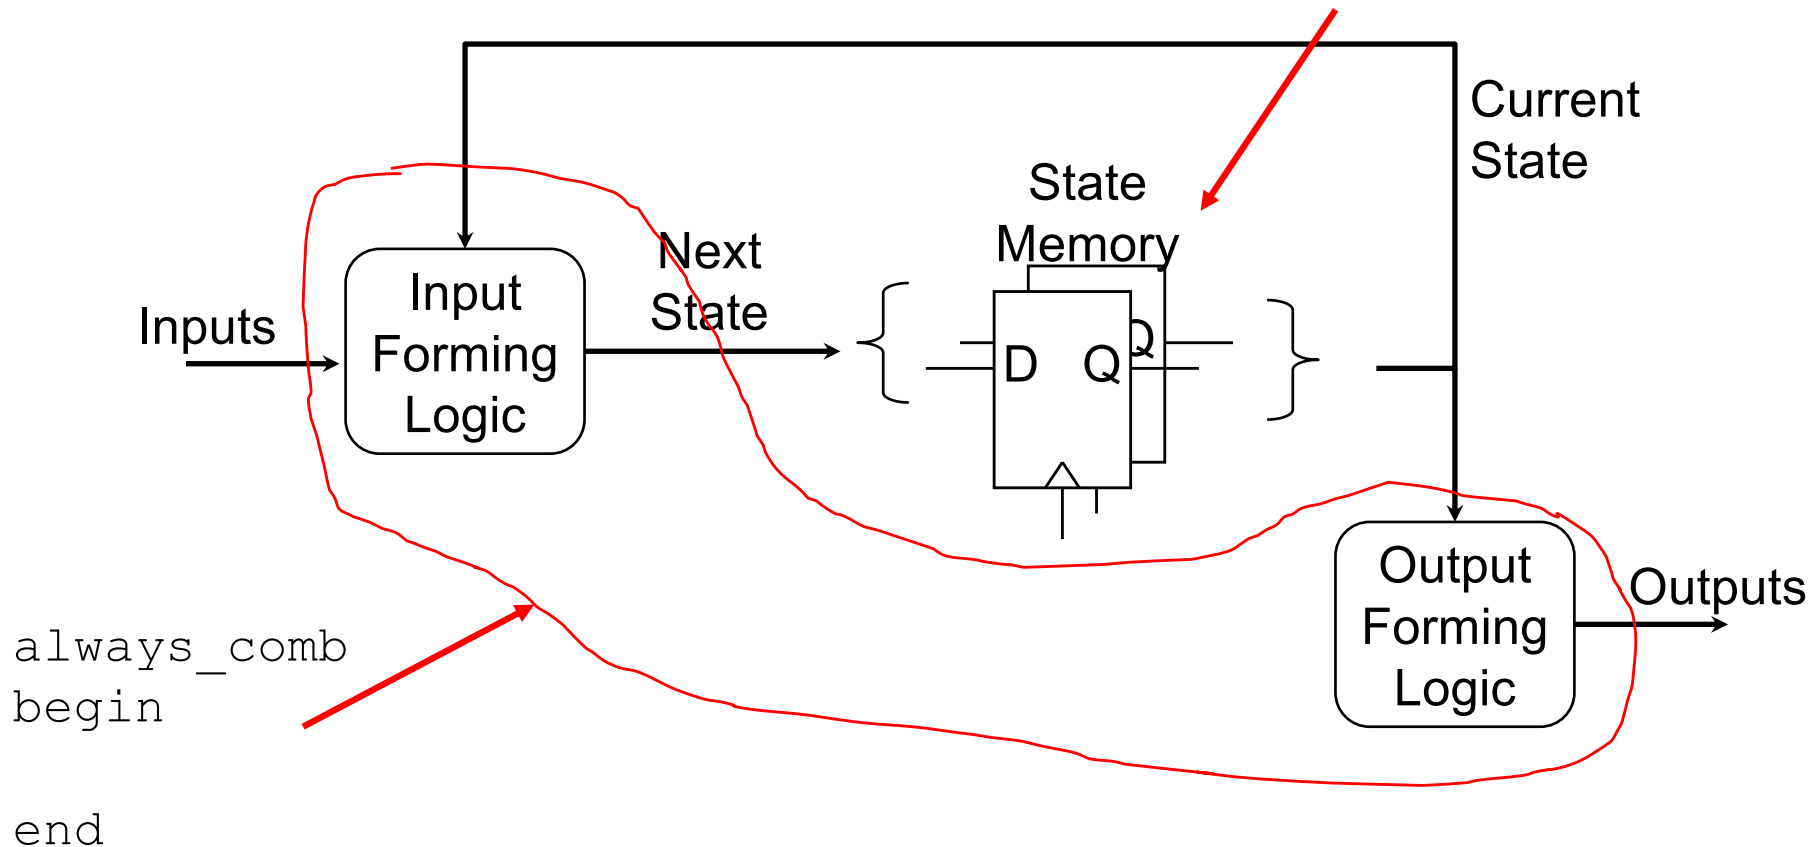 Current
State
State
Memory
Next
State
Input
Forming
Logic
Inputs
D
Q
Q
Output
Forming
Logic
Outputs
always_comb
begin
end